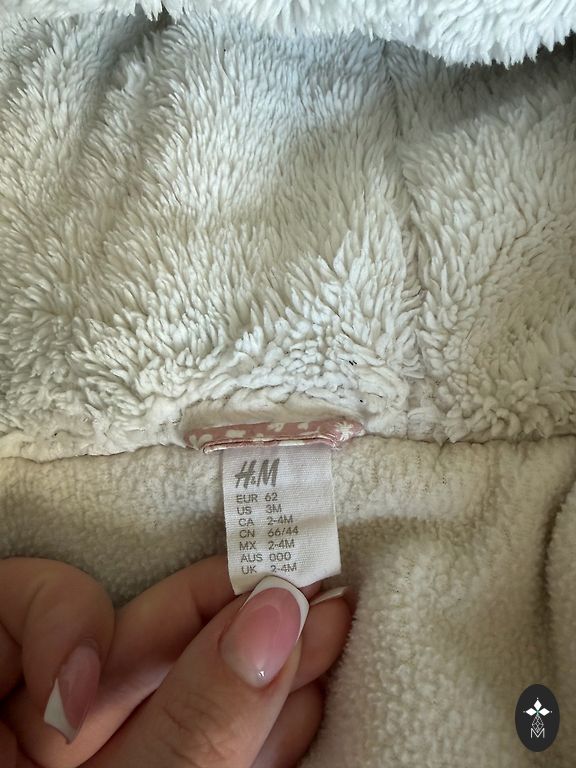 H&M
EUR 62
US 3M
CA 2-4M
CN 66/44
MX 2-4M
AUS 000
UK 2-4M